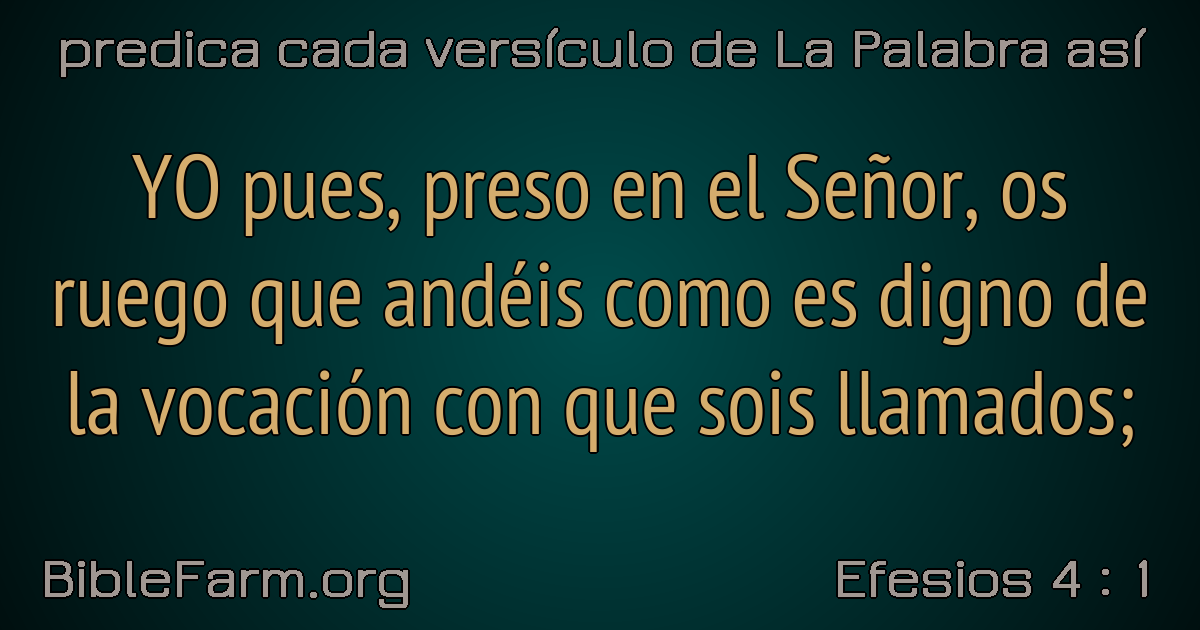 predica cada versículo de La Palabra así
YO pues, preso en el Señor, os
ruego que andéis como es digno de
la vocación con que sois llamados;
BibleFarm.org
Efesios 4 : 1